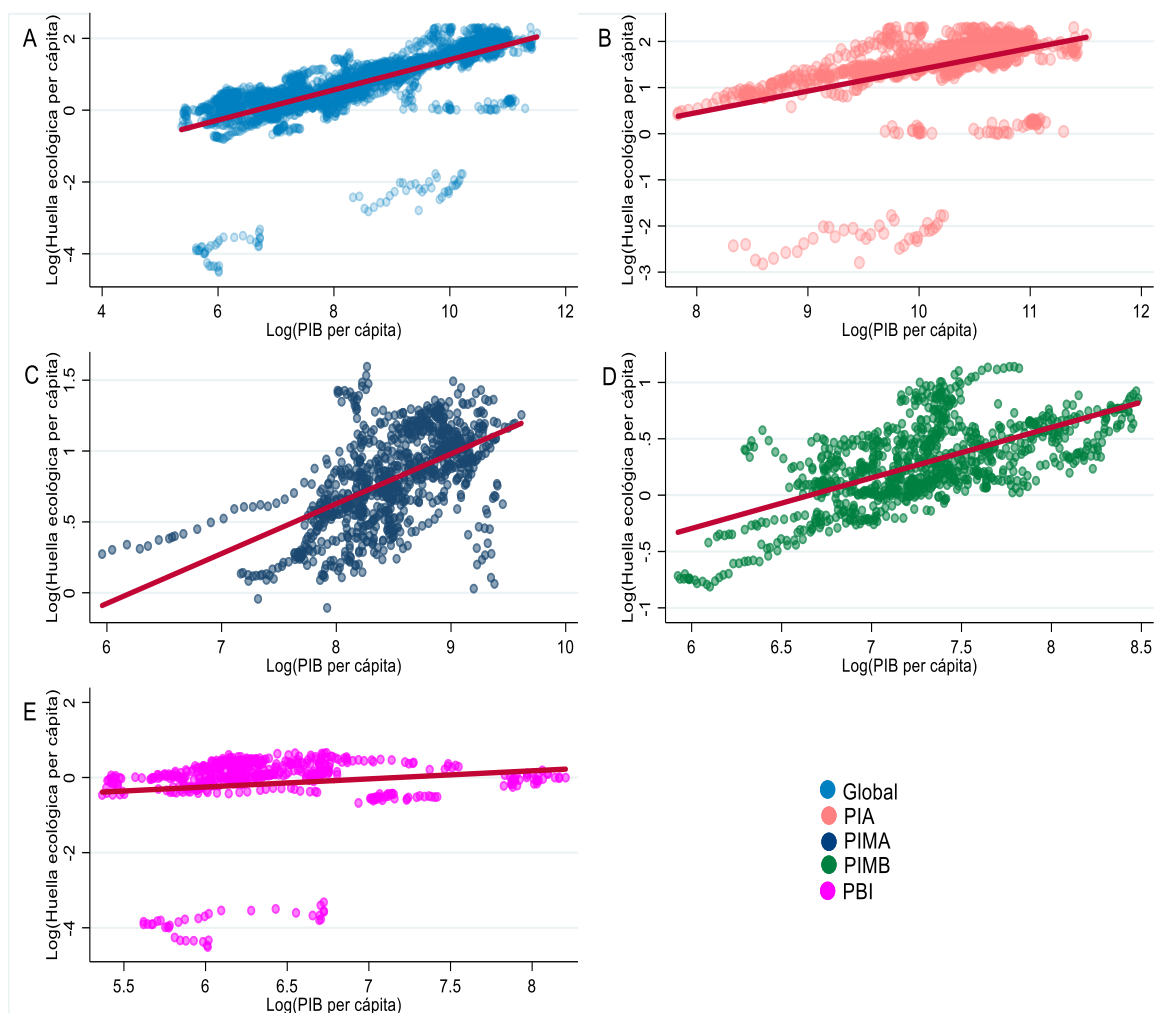 A
Log(Huella ecológica per cápita)
2
0
-2
-4
4
6
8
10
12
Log(PIB per cápita)
B
Log(Huella ecológica per cápita)
2
1
0
-1
-2
-3
8
9
10
11
12
Log(PIB per cápita)
C
Log(Huella ecológica per cápita)
1.5
1
.5
0
6
7
8
9
10
Log(PIB per cápita)
D
Log(Huella ecológica per cápita)
1
.5
0
-.5
-1
6
6.5
7
7.5
8
8.5
Log(PIB per cápita)
E
Log(Huella ecológica per cápita)
2
0
-2
-4
5.5
6
6.5
7
7.5
8
Log(PIB per cápita)
Global
PIA
PIMA
PIMB
PBI